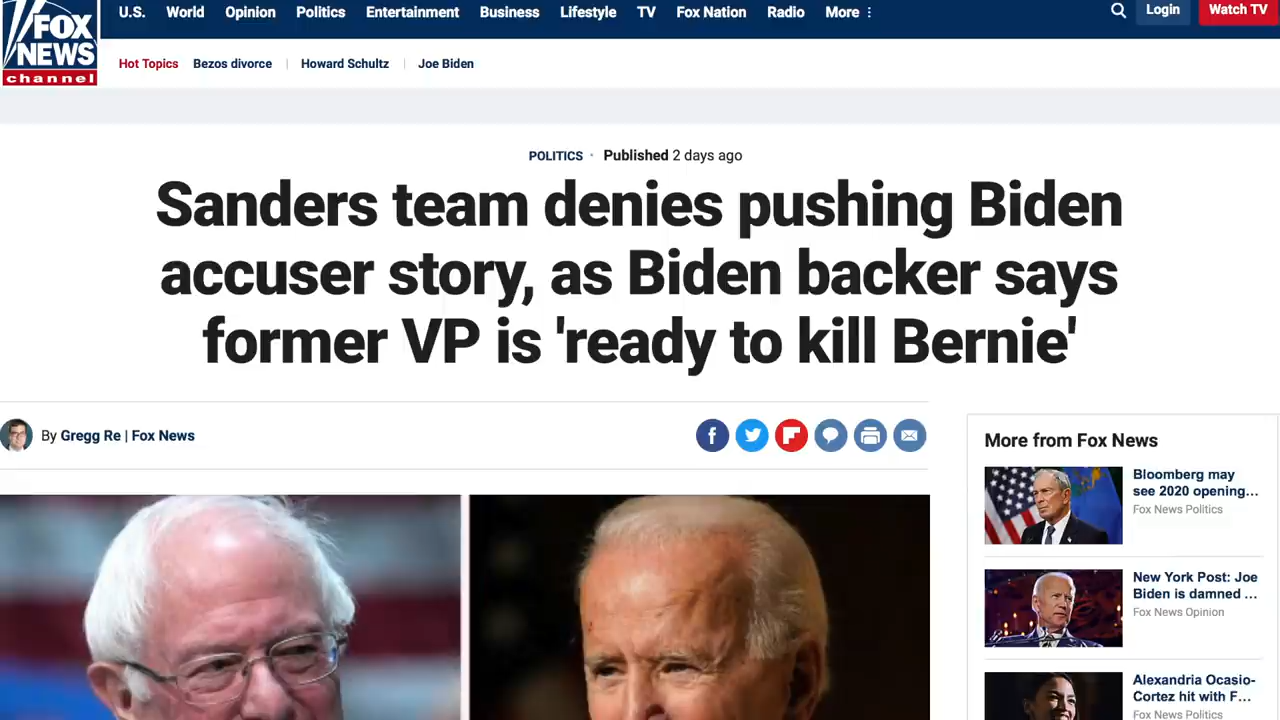 U.S. World Opinion Politics Entertainment Business Lifestyle TV Fox Nation Radio More Login Watch TV
FOX
NEWS
channel
Hot Topics Bezos divorce Howard Schultz Joe Biden
POLITICS · Published 2 days ago
Sanders team denies pushing Biden
accuser story, as Biden backer says
former VP is 'ready to kill Bernie'
By Gregg Re | Fox News
More from Fox News
Bloomberg may
see 2020 opening...
Fox News Politics
New York Post: Joe
Biden is damned ...
Fox News Opinion
Alexandria Ocasio-
Cortez hit with F...
Fox News Politics